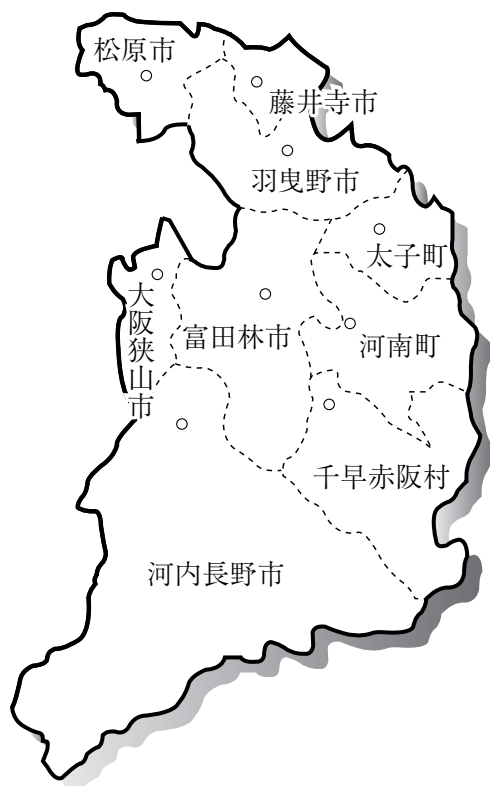 松原市
藤井寺市
羽曳野市
太子町
大阪狭山市
富田林市
河南町
千早赤阪村
河内長野市